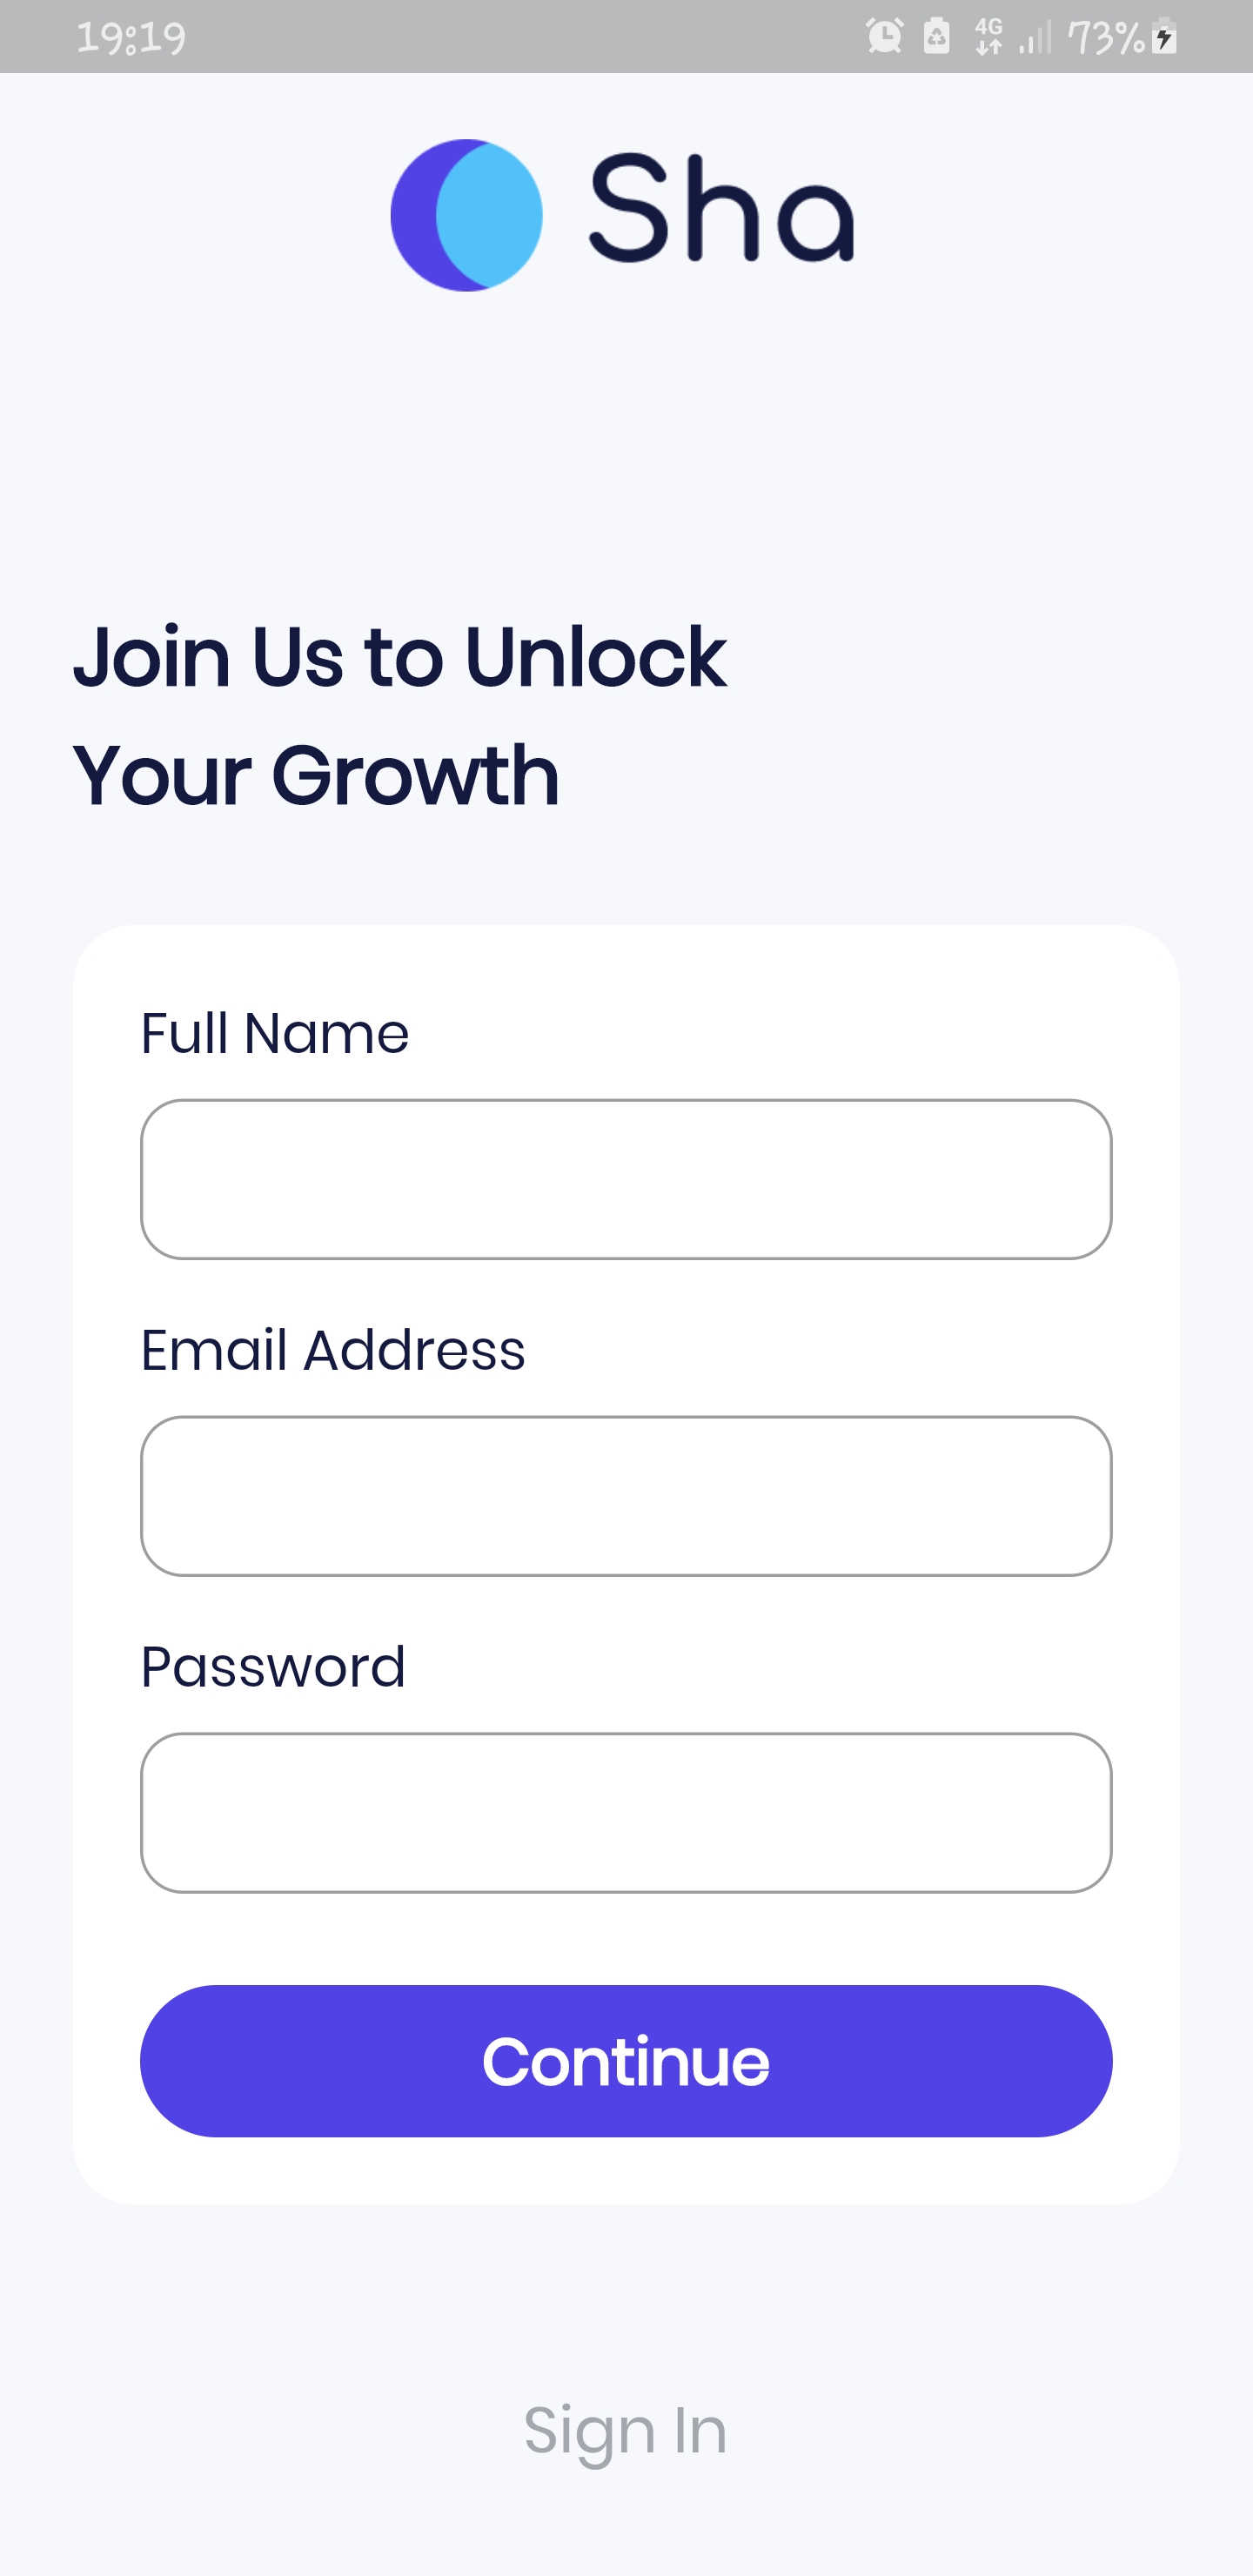 19:19 4G 73%
Sha
Join Us to Unlock
Your Growth
Full Name
Email Address
Password
Continue
Sign In